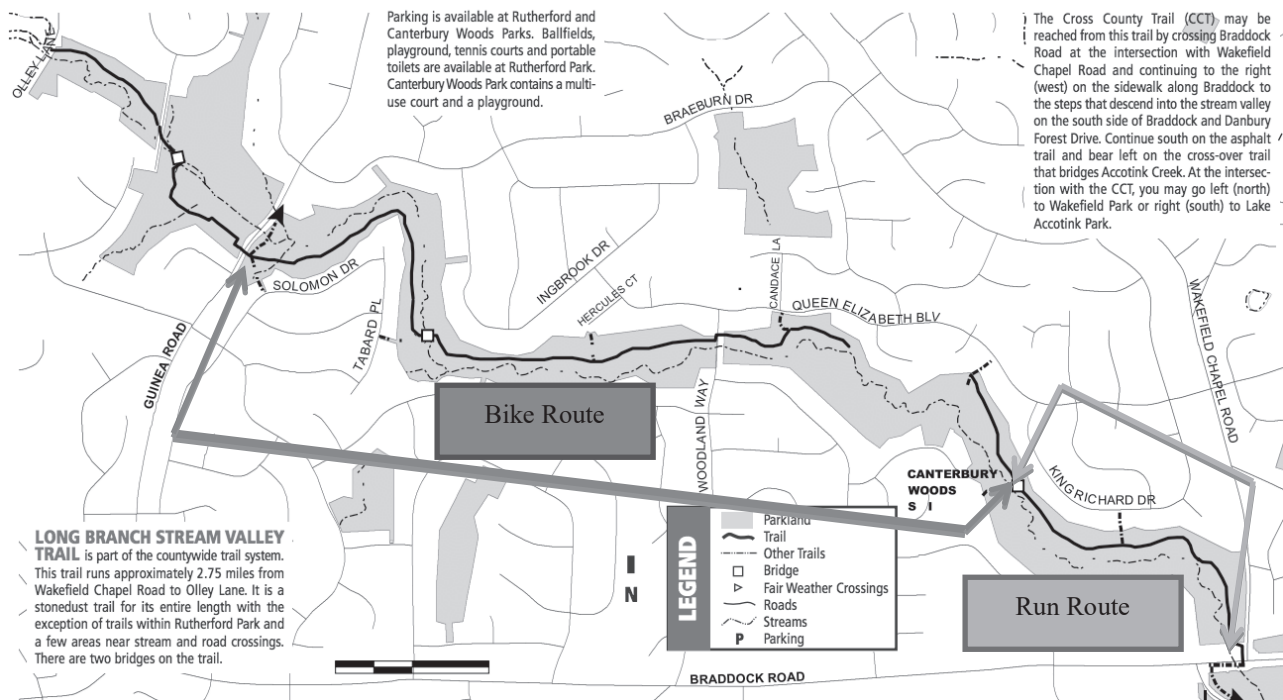 Parking is available at Rutherford and
Canterbury Woods Parks. Ballfields,
playground, tennis courts and portable
toilets are available at Rutherford Park.
Canterbury Woods Park contains a multi-
use court and a playground.
The Cross County Trail (CCT) may be
reached from this trail by crossing Braddock
Road at the intersection with Wakefield
Chapel Road and continuing to the right
(west) on the sidewalk along Braddock to
the steps that descend into the stream valley
on the south side of Braddock and Danbury
Forest Drive. Continue south on the asphalt
trail and bear left on the cross-over trail
that bridges Accotink Creek. At the intersec-
tion with the CCT, you may go left (north)
to Wakefield Park or right (south) to Lake
Accotink Park.
OLLEY LANE
BRAEBURN DR
SOLOMON DR
INGBROOK DR
HERCULES CT
CANDACE LA
QUEEN ELIZABETH BLV
WAKEFIELD CHAPEL ROAD
TABARD PL
GUINEA ROAD
Bike Route
WOODLAND WAY
CANTERBURY
WOODS
S I
KING RICHARD DR
LONG BRANCH STREAM VALLEY
TRAIL is part of the countywide trail system.
This trail runs approximately 2.75 miles from
Wakefield Chapel Road to Olley Lane. It is a
stonedust trail for its entire length with the
exception of trails within Rutherford Park and
a few areas near stream and road crossings.
There are two bridges on the trail.
I
N
LEGEND
Parkland
Trail
Other Trails
Bridge
Fair Weather Crossings
Roads
Streams
P Parking
Run Route
BRADDOCK ROAD